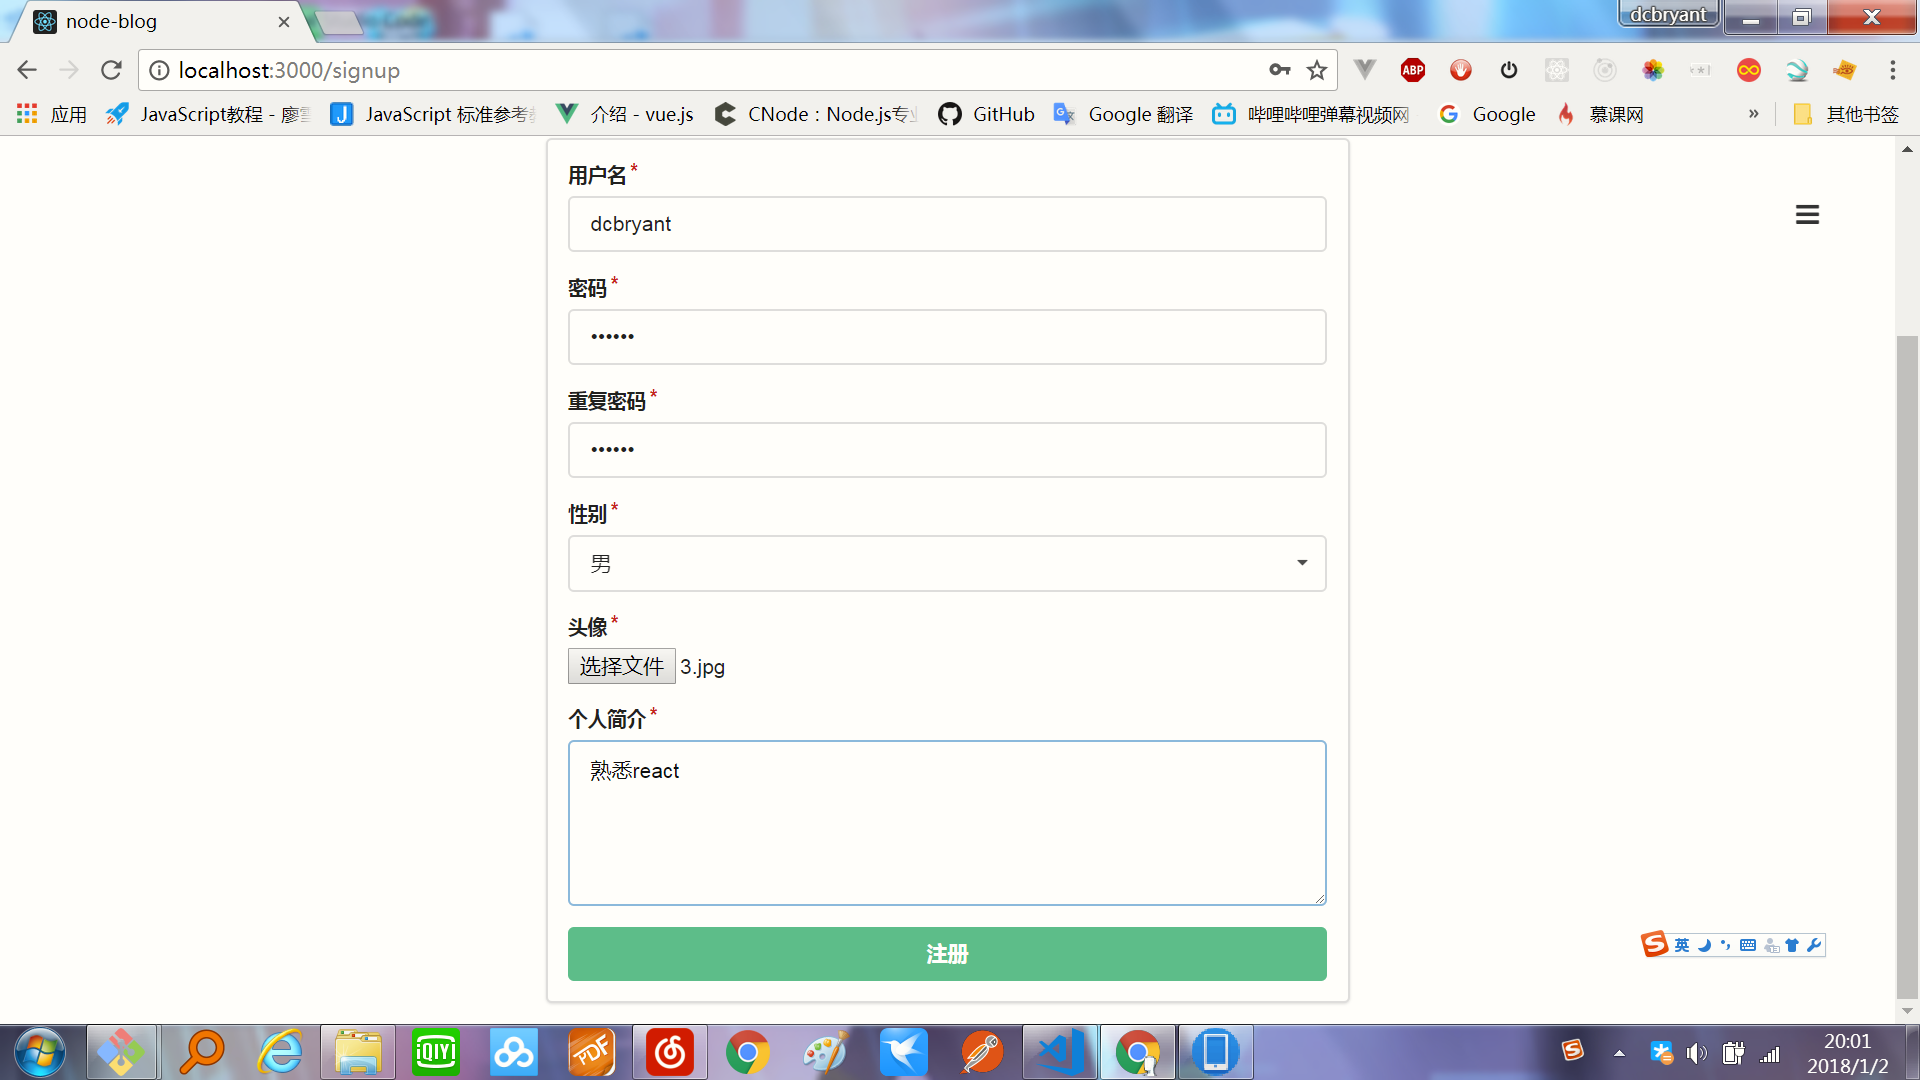 node-blog
dcbryant
localhost:3000/signup
ABP
应用
JavaScript教程 - 廖
J
JavaScript 标准参考
介绍 - vue.js
CNode：Node.js专
GitHub
Google 翻译
哔哩哔哩弹幕视频网
G
Google
慕课网
»
其他书签
用户名*
dcbryant
密码*
••••••
重复密码*
••••••
性别*
男
头像*
选择文件 3.jpg
个人简介*
熟悉react
注册
S 英
iQIYI
PDF
S
20:01
2018/1/2